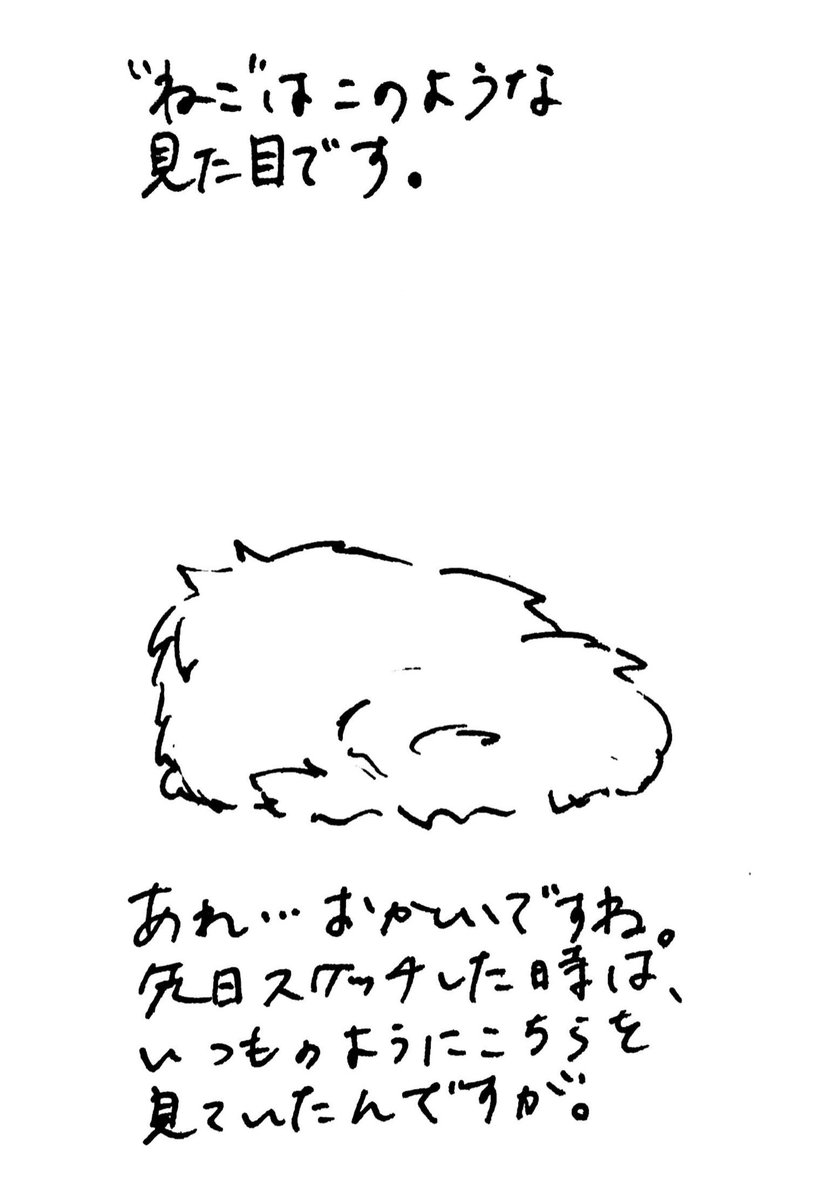 "ねこ"はこのような
見た目です。
あれ…おかしいですね。
先日スケッチした時は、
いつものようにこちらを
見ていたんですが。